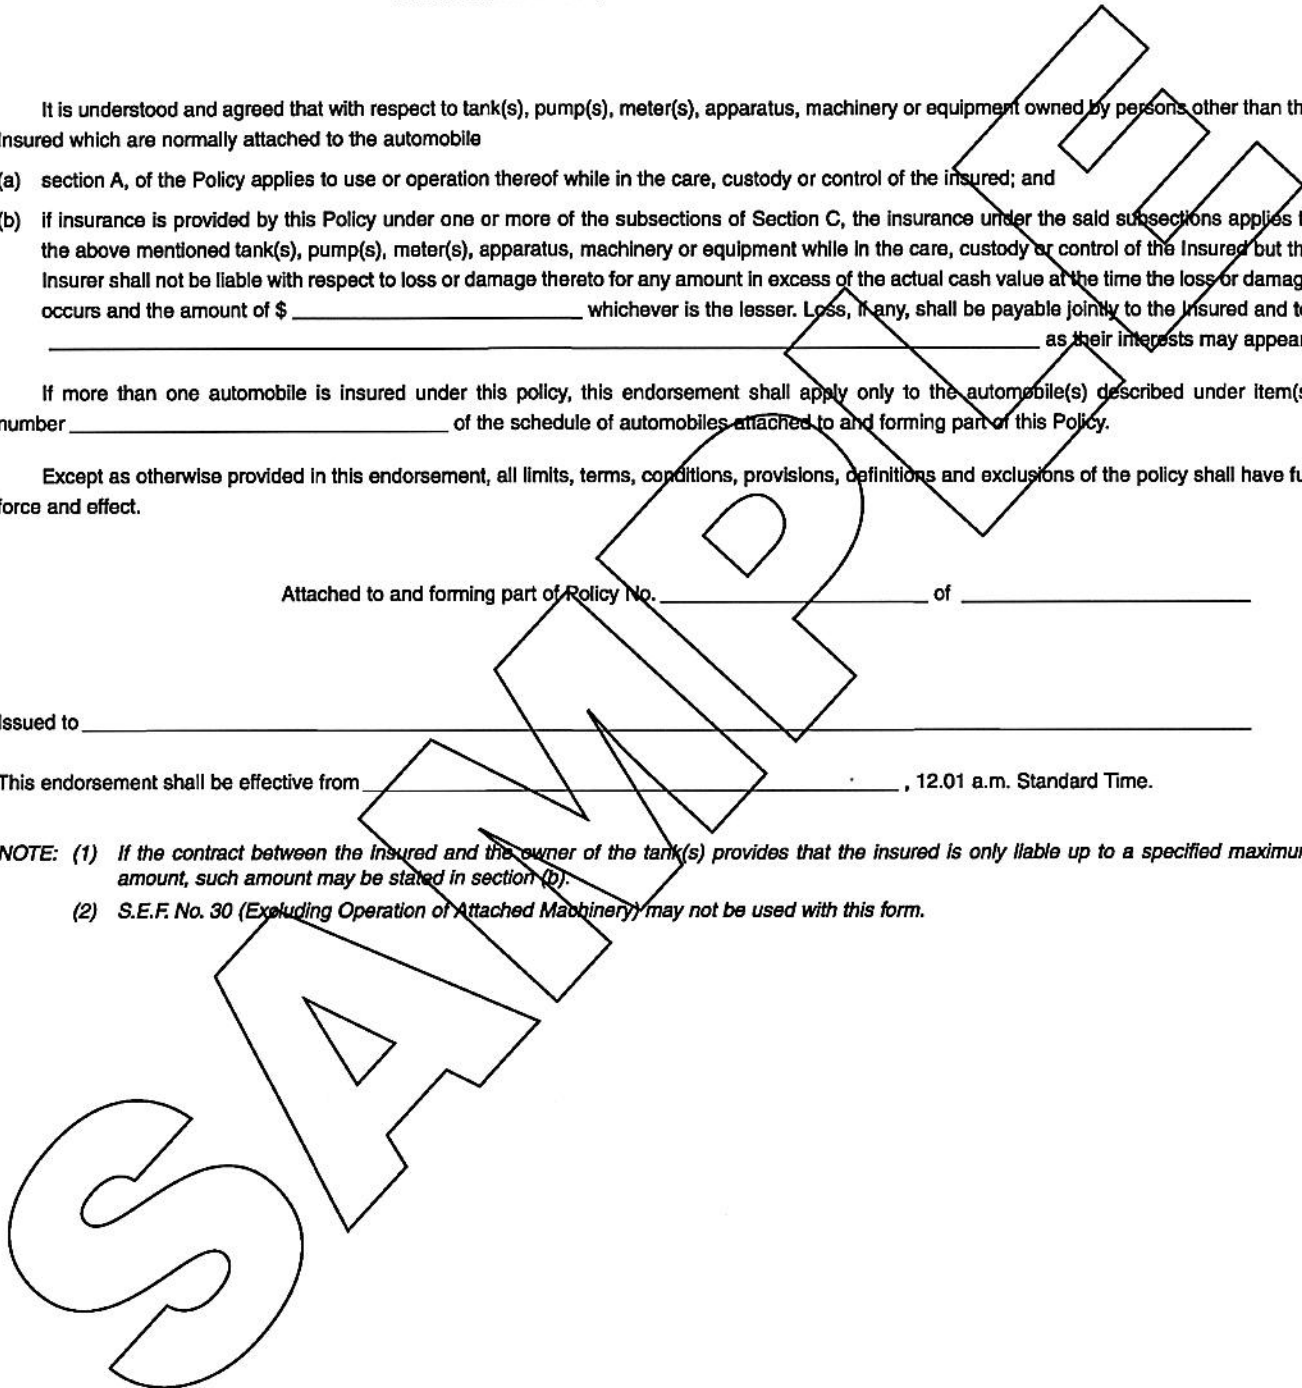 It is understood and agreed that with respect to tank(s), pump(s), meter(s), apparatus, machinery or equipment owned by persons other than th
Insured which are normally attached to the automobile
(a) section A, of the Policy applies to use or operation thereof while in the care, custody or control of the insured; and
(b) if insurance is provided by this Policy under one or more of the subsections of Section C, the insurance under the said subsections applies t
the above mentioned tank(s), pump(s), meter(s), apparatus, machinery or equipment while in the care, custody or control of the Insured but th
Insurer shall not be liable with respect to loss or damage thereto for any amount in excess of the actual cash value at the time the loss or damag
occurs and the amount of $ ______ whichever is the lesser. Loss, if any, shall be payable jointly to the Insured and to
______ as their interests may appear
If more than one automobile is insured under this policy, this endorsement shall apply only to the automobile(s) described under item(s
number ______ of the schedule of automobiles attached to and forming part of this Policy.
Except as otherwise provided in this endorsement, all limits, terms, conditions, provisions, definitions and exclusions of the policy shall have fu
force and effect.
Attached to and forming part of Policy No. ______ of ______
Issued to ______
This endorsement shall be effective from ______ , 12.01 a.m. Standard Time.
NOTE: (1) If the contract between the insured and the owner of the tank(s) provides that the insured is only liable up to a specified maximum
amount, such amount may be stated in section (b).
(2) S.E.F. No. 30 (Excluding Operation of Attached Machinery) may not be used with this form.
SAMPLE